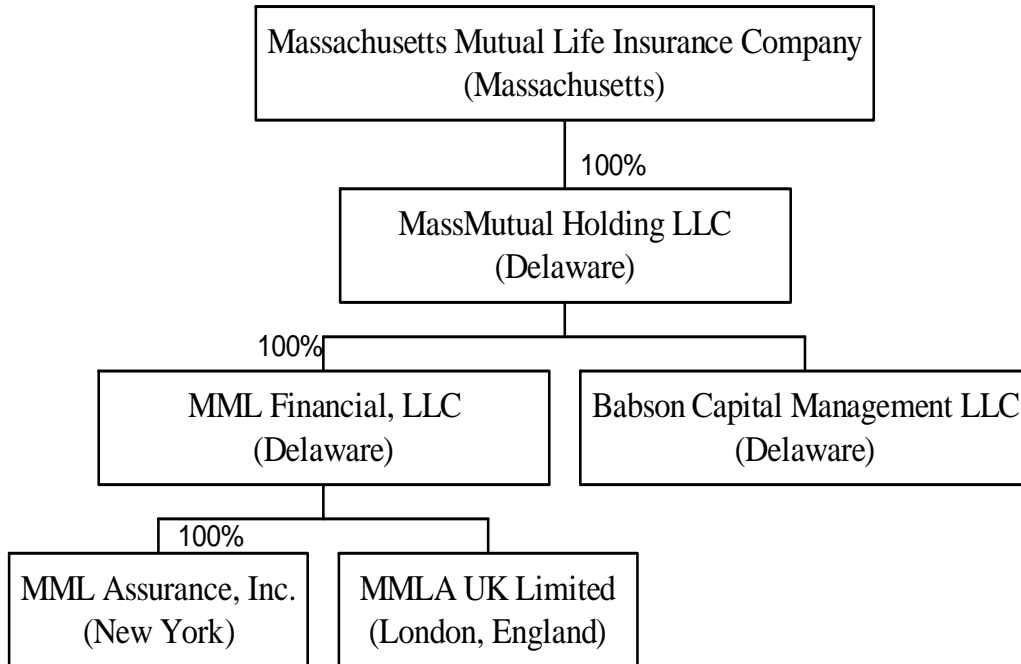 Massachusetts Mutual Life Insurance Company
(Massachusetts)
100%
MassMutual Holding LLC
(Delaware)
100%
MML Financial, LLC
(Delaware)
Babson Capital Management LLC
(Delaware)
100%
MML Assurance, Inc.
(New York)
MMLA UK Limited
(London, England)